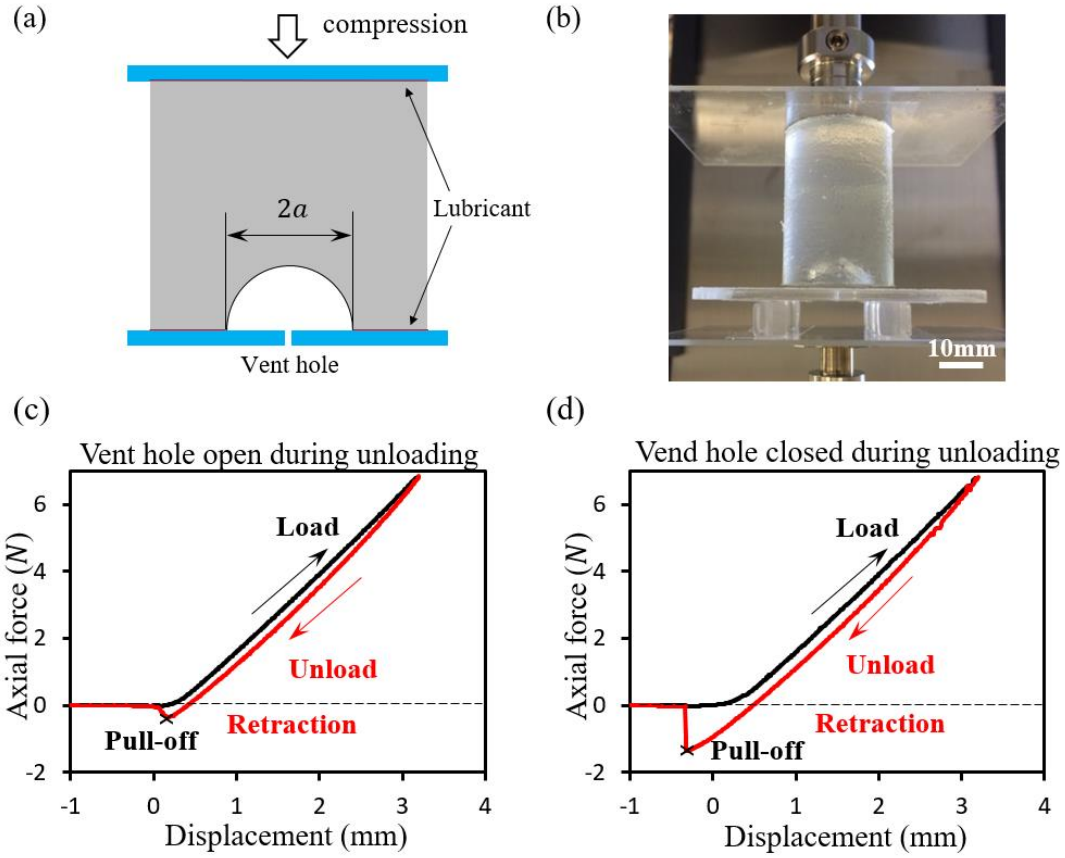 (a)
compression
2a
Lubricant
Vent hole
(b)
10mm
(c)
Vent hole open during unloading
Axial force (N)
6
4
2
0
-2
Load
Unload
Retraction
Pull-off
-1 0 1 2 3 4
Displacement (mm)
(d)
Vend hole closed during unloading
Axial force (N)
6
4
2
0
-2
Load
Unload
Retraction
Pull-off
-1 0 1 2 3 4
Displacement (mm)